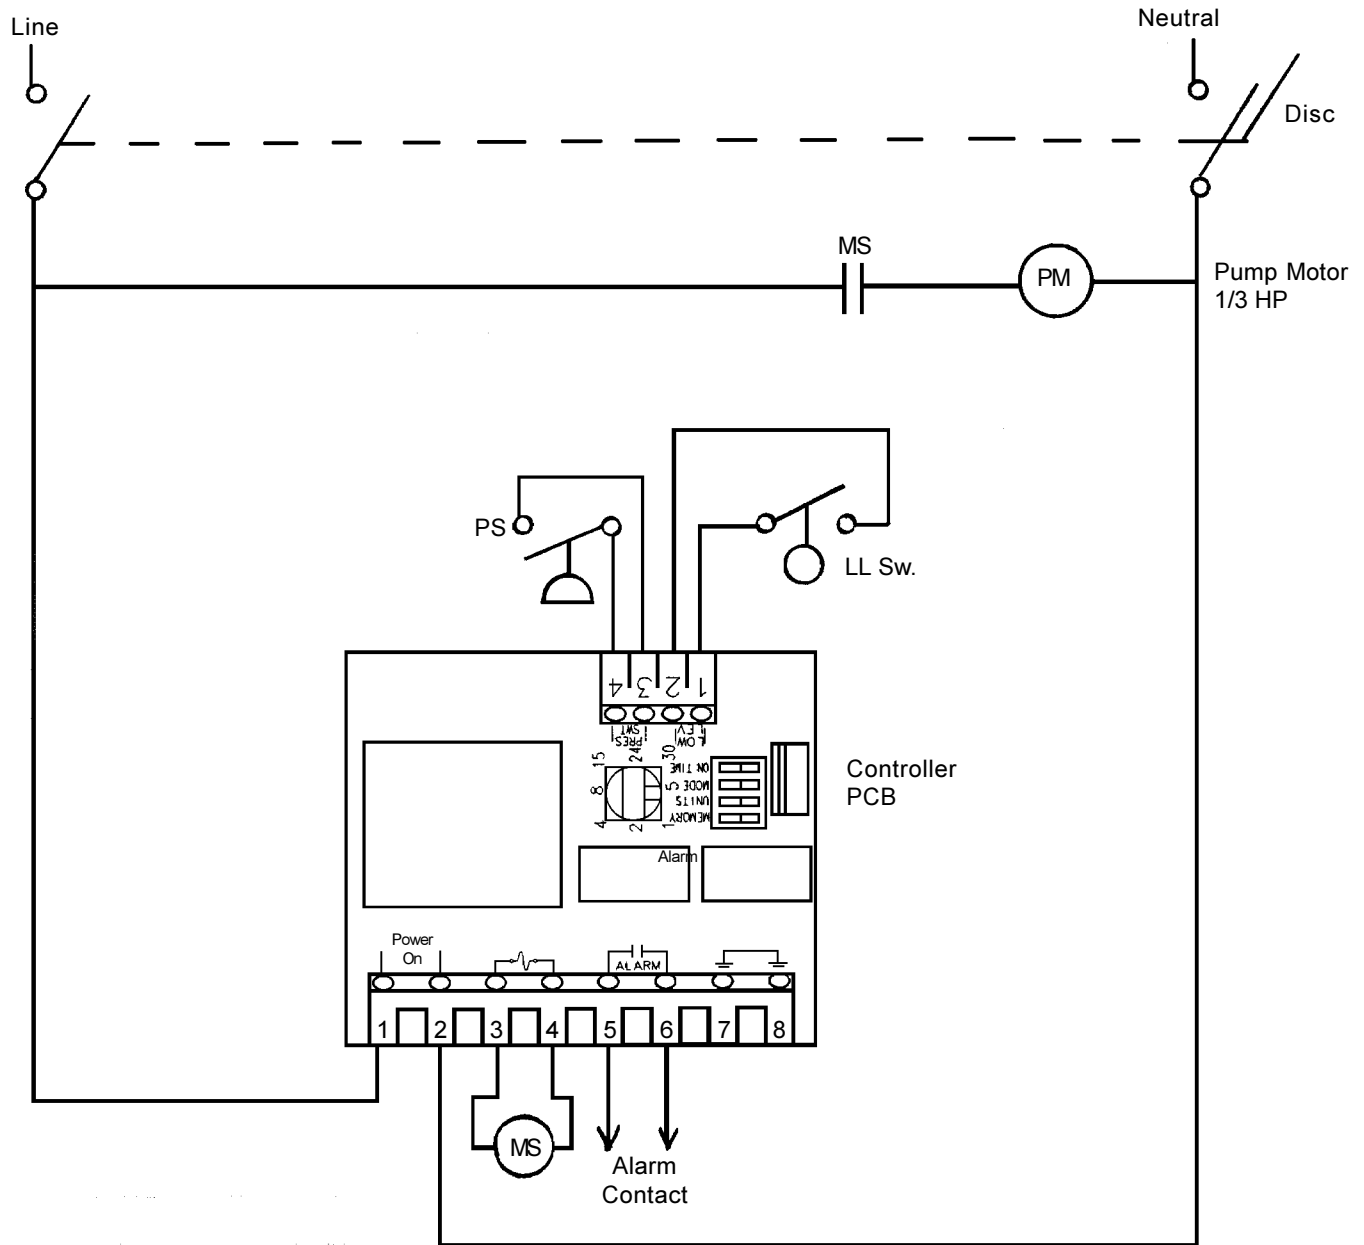 Line
Neutral
Disc
MS
PM
Pump Motor
1/3 HP
PS
LL Sw.
4 3 2 1
PRES
SWT
LOW
LEV
15
24
30
8
5
4
2
1
ON TIME
MODE
UNITS
MEMORY
Controller
PCB
Alarm
Power
On
ALARM
1 2 3 4 5 6 7 8
MS
Alarm
Contact